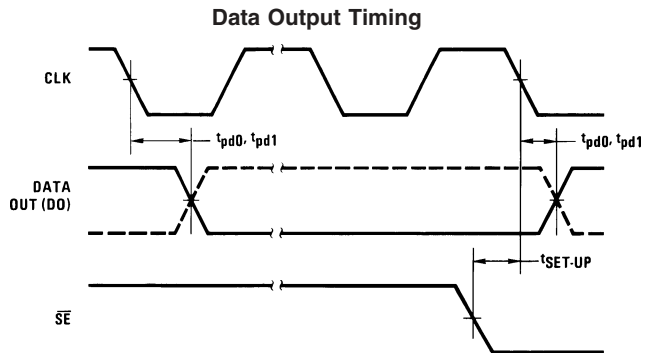 Data Output Timing
CLK
tpd0, tpd1
tpd0, tpd1
DATA
OUT (DO)
tSET-UP
SE